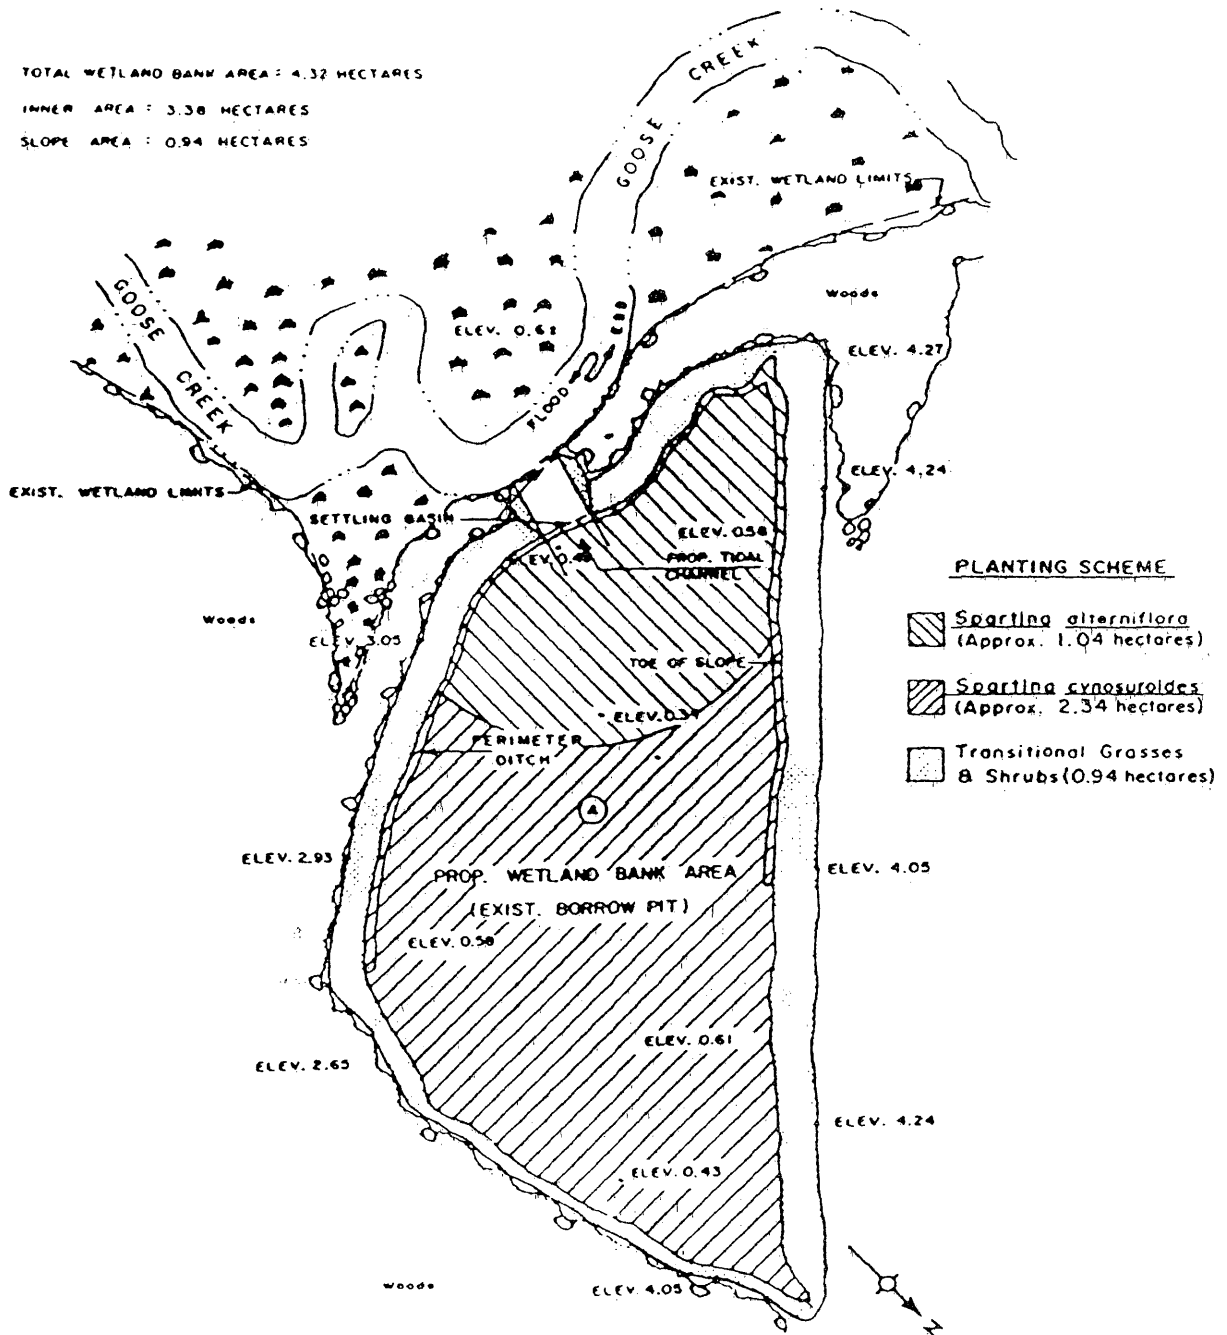 TOTAL WETLAND BANK AREA: 4.32 HECTARES
INNER AREA : 3.38 HECTARES
SLOPE AREA : 0.94 HECTARES
GOOSE CREEK
EXIST. WETLAND LIMITS
Woods
GOOSE CREEK
ELEV. 0.61
EBB
FLOOD
ELEV. 4.27
ELEV. 4.24
EXIST. WETLAND LIMITS
SETTLING BASIN
ELEV. 0.58
PROP. TIDAL
CHANNEL
PLANTING SCHEME
Spartina alterniflora
(Approx. 1.04 hectares)
Woods
ELEV. 3.05
TOE OF SLOPE
Spartina cynosuroides
(Approx. 2.34 hectares)
PERIMETER
DITCH
Transitional Grasses
& Shrubs (0.94 hectares)
A
ELEV. 2.93
PROP. WETLAND BANK AREA
(EXIST. BORROW PIT)
ELEV. 4.05
ELEV. 0.58
ELEV. 0.61
ELEV. 2.65
ELEV. 4.24
ELEV. 0.43
Woods
ELEV. 4.05
N